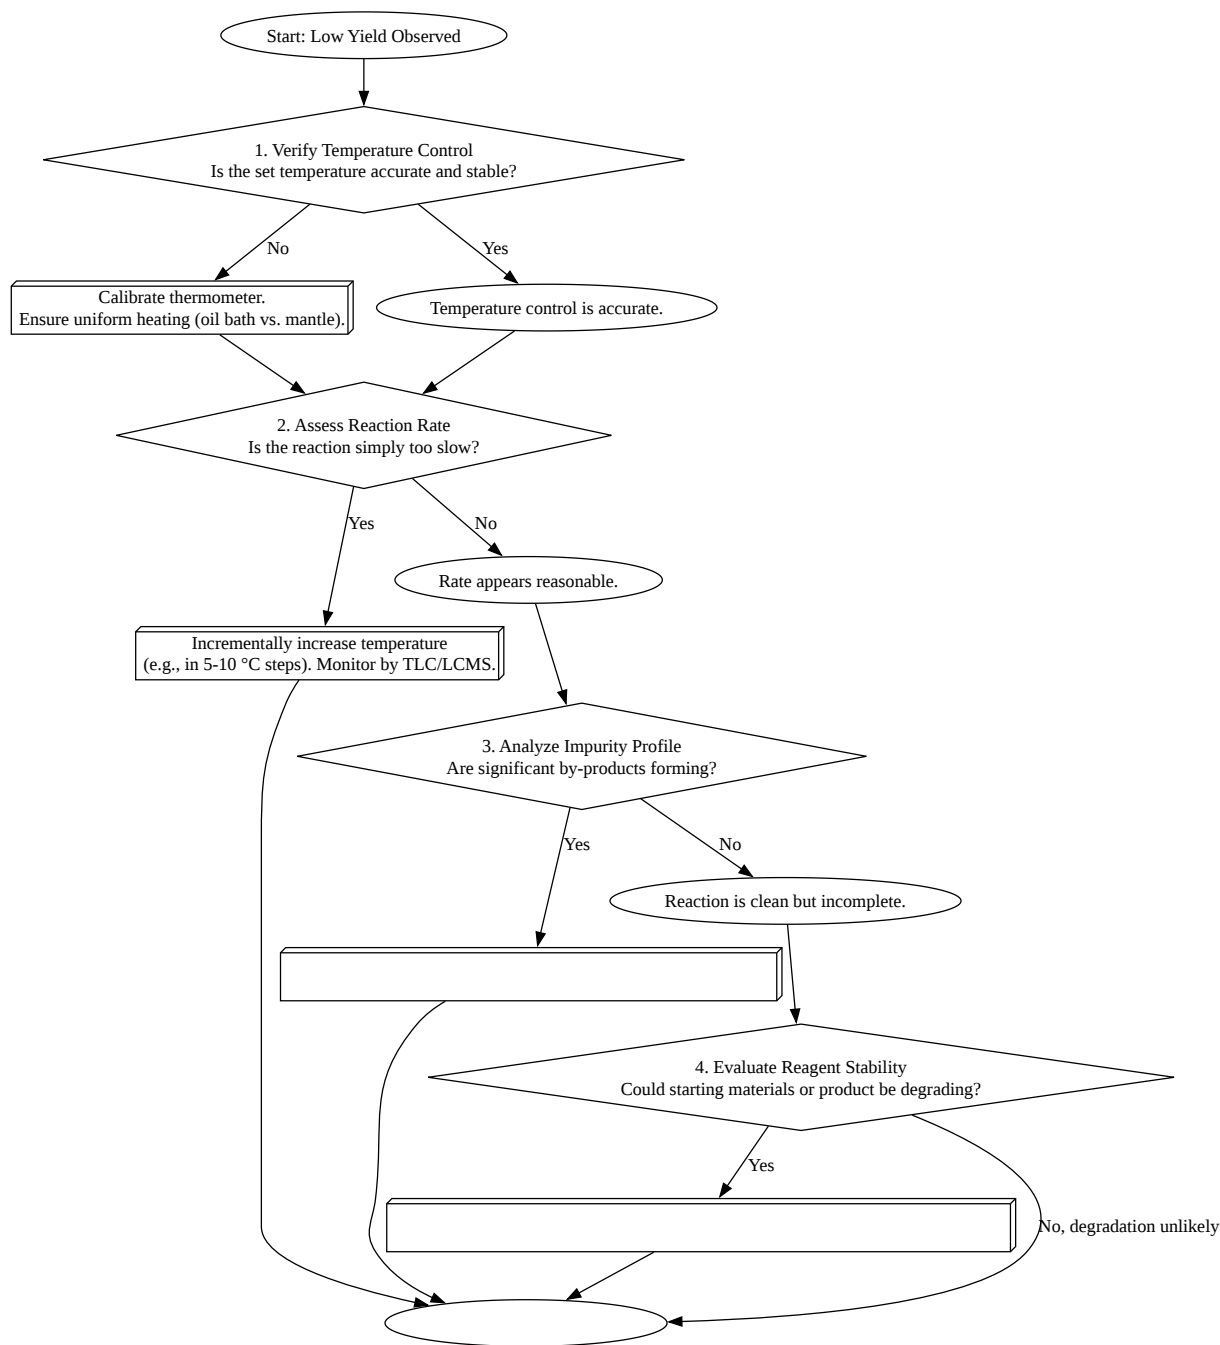 Start: Low Yield Observed
1. Verify Temperature Control
Is the set temperature accurate and stable?
No
Yes
Calibrate thermometer.
Ensure uniform heating (oil bath vs. mantle).
Temperature control is accurate.
2. Assess Reaction Rate
Is the reaction simply too slow?
Yes
No
Rate appears reasonable.
Incrementally increase temperature
(e.g., in 5-10 °C steps). Monitor by TLC/LCMS.
3. Analyze Impurity Profile
Are significant by-products forming?
Yes
No
Reaction is clean but incomplete.
4. Evaluate Reagent Stability
Could starting materials or product be degrading?
Yes
No, degradation unlikely